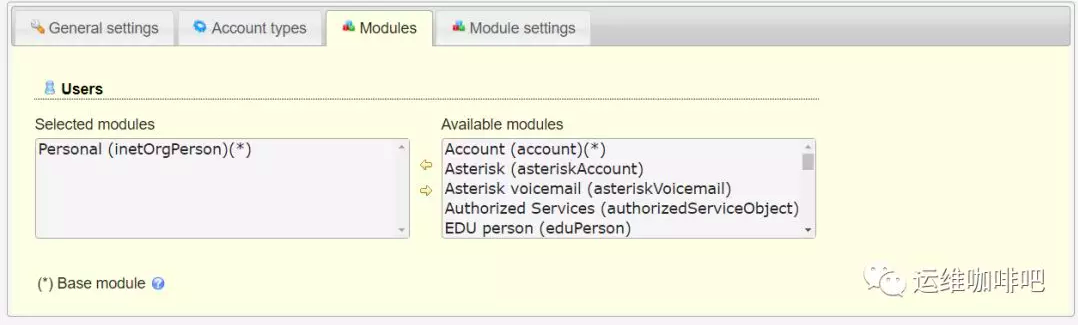 General settings Account types Modules Module settings
Users
Selected modules Available modules
Personal (inetOrgPerson)(*) Account (account)(*)
Asterisk (asteriskAccount)
Asterisk voicemail (asteriskVoicemail)
Authorized Services (authorizedServiceObject)
EDU person (eduPerson)
(*) Base module
运维咖啡吧